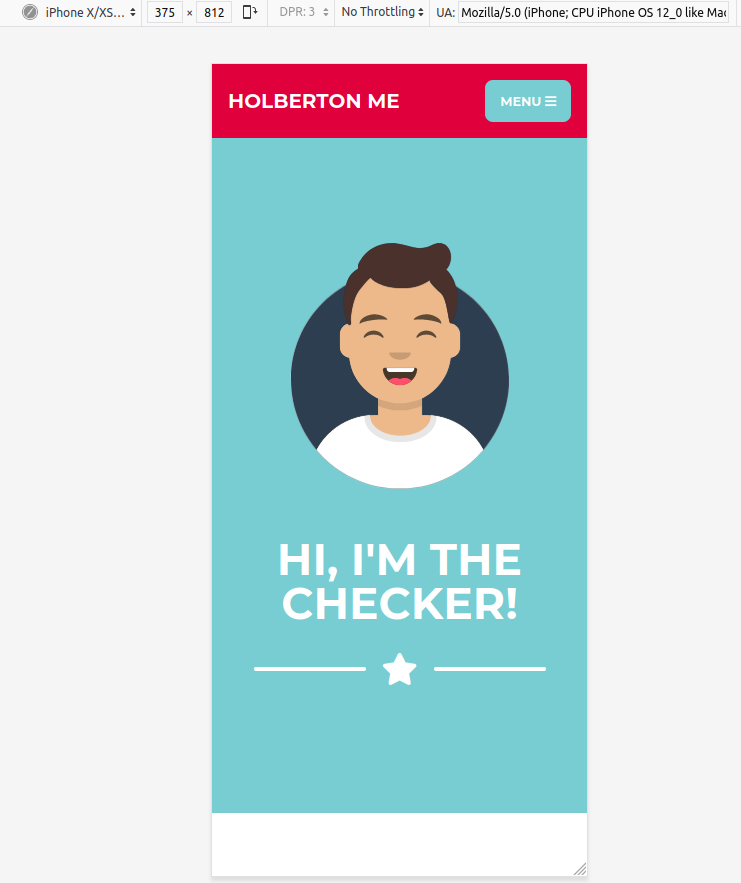 iPhone X/XS... 375 × 812 DPR: 3 No Throttling UA: Mozilla/5.0 (iPhone; CPU iPhone OS 12_0 like Mac
HOLBERTON ME
MENU
HI, I'M THE
CHECKER!